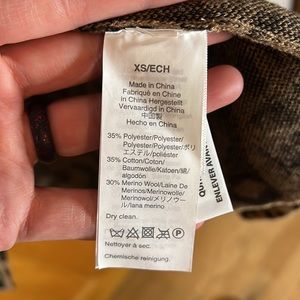 XS/ECH
Made in China
Fabriqué en Chine
In China Hergestellt
Vervaardigd in China
中国製
Hecho en China
35% Polyester/Polyester/
Polyester/Polyester/ポリ
エステル/poliéster
35% Cotton/Coton/
Baumwolle/Katoen/綿/
algodón
30% Merino Wool/Laine De
Merinos/Merinowolle/
Merinowol/メリノウー
ル/lana merino
Dry clean.
Nettoyer à sec.
Chemische reinigung.
ENLEVER AVAN